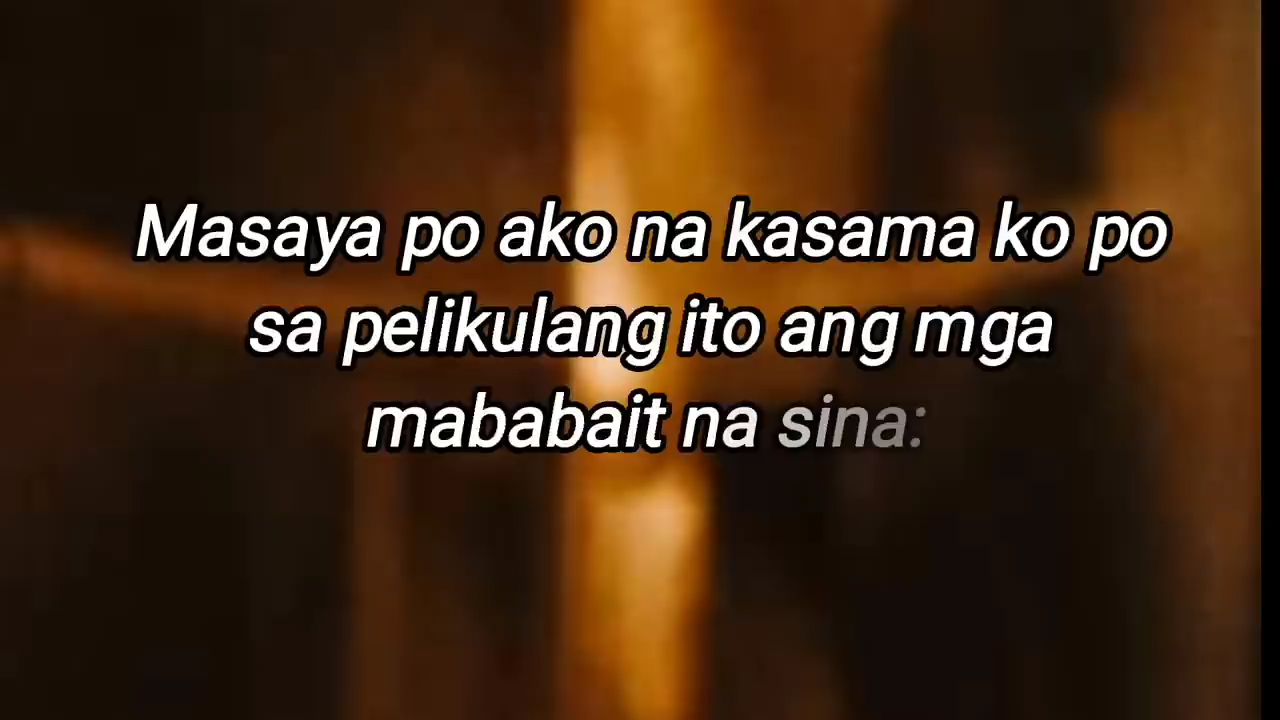 Masaya po ako na kasama ko po
sa pelikulang ito ang mga
mababait na sina: